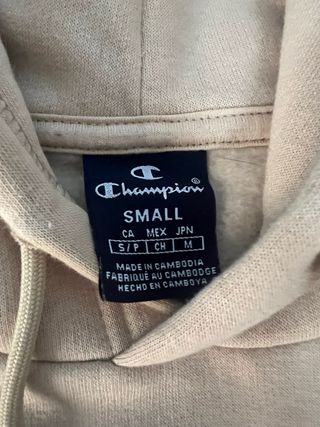 Champion®
SMALL
CA MEX JPN
S/P CH M
MADE IN CAMBODIA
FABRIQUÉ AU CAMBODGE
HECHO EN CAMBOYA